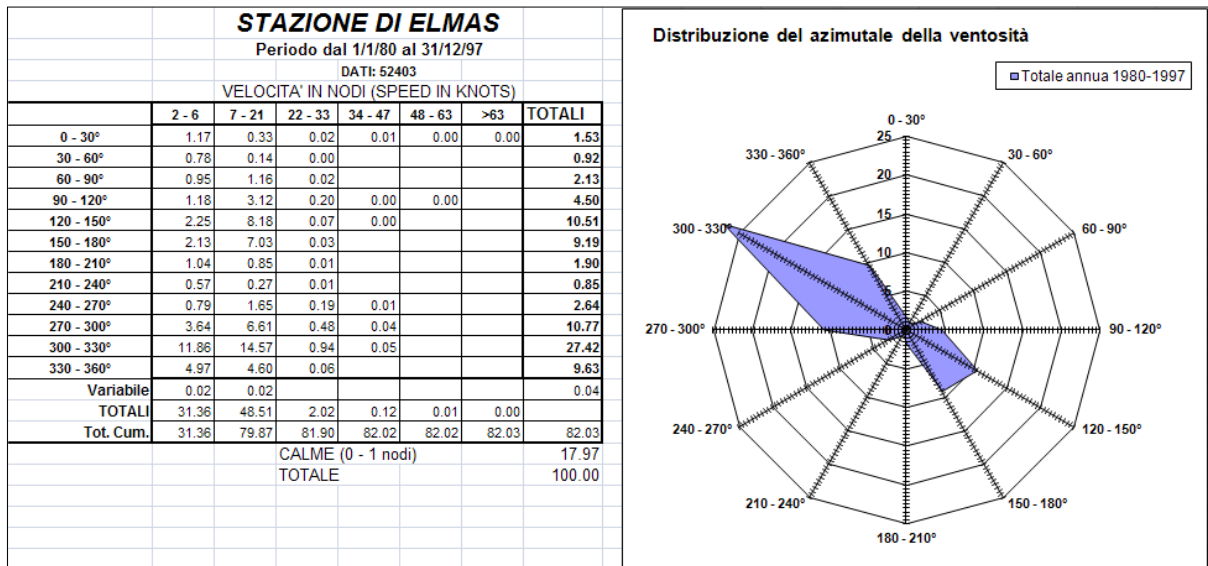 STAZIONE DI ELMAS
Periodo dal 1/1/80 al 31/12/97
DATI: 52403
VELOCITA' IN NODI (SPEED IN KNOTS)
2 - 6 7 - 21 22 - 33 34 - 47 48 - 63 >63 TOTALI
0 - 30° 1.17 0.33 0.02 0.01 0.00 0.00 1.53
30 - 60° 0.78 0.14 0.00 0.92
60 - 90° 0.95 1.16 0.02 2.13
90 - 120° 1.18 3.12 0.20 0.00 0.00 4.50
120 - 150° 2.25 8.18 0.07 0.00 10.51
150 - 180° 2.13 7.03 0.03 9.19
180 - 210° 1.04 0.85 0.01 1.90
210 - 240° 0.57 0.27 0.01 0.85
240 - 270° 0.79 1.65 0.19 0.01 2.64
270 - 300° 3.64 6.61 0.48 0.04 10.77
300 - 330° 11.86 14.57 0.94 0.05 27.42
330 - 360° 4.97 4.60 0.06 9.63
Variabile 0.02 0.02 0.04
TOTALI 31.36 48.51 2.02 0.12 0.01 0.00
Tot. Cum. 31.36 79.87 81.90 82.02 82.02 82.03 82.03
CALME (0 - 1 nodi) 17.97
TOTALE 100.00
Distribuzione del azimutale della ventosità
Totale annua 1980-1997
0 - 30°
30 - 60°
60 - 90°
90 - 120°
120 - 150°
150 - 180°
180 - 210°
210 - 240°
240 - 270°
270 - 300°
300 - 330°
330 - 360°
25
20
15
10
5
0